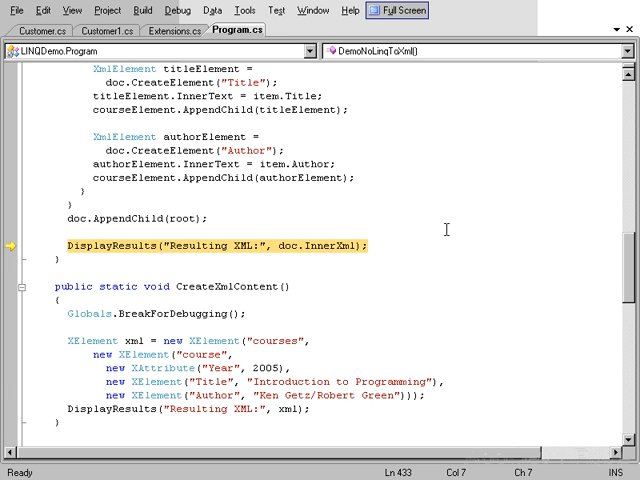 File Edit View Project Build Debug Data Tools Test Window Help Full Screen
Customer.cs Customer1.cs Extensions.cs Program.cs
LINQDemo.Program DemoNoLinqToXml()
XmlElement titleElement =
doc.CreateElement("Title");
titleElement.InnerText = item.Title;
courseElement.AppendChild(titleElement);
XmlElement authorElement =
doc.CreateElement("Author");
authorElement.InnerText = item.Author;
courseElement.AppendChild(authorElement);
}
}
doc.AppendChild(root);
DisplayResults("Resulting XML:", doc.InnerXml);
}
public static void CreateXmlContent()
{
Globals.BreakForDebugging();
XElement xml = new XElement("courses",
new XElement("course",
new XAttribute("Year", 2005),
new XElement("Title", "Introduction to Programming"),
new XElement("Author", "Ken Getz/Robert Green")));
DisplayResults("Resulting XML:", xml);
}
Ready Ln 433 Col 7 Ch 7 INS